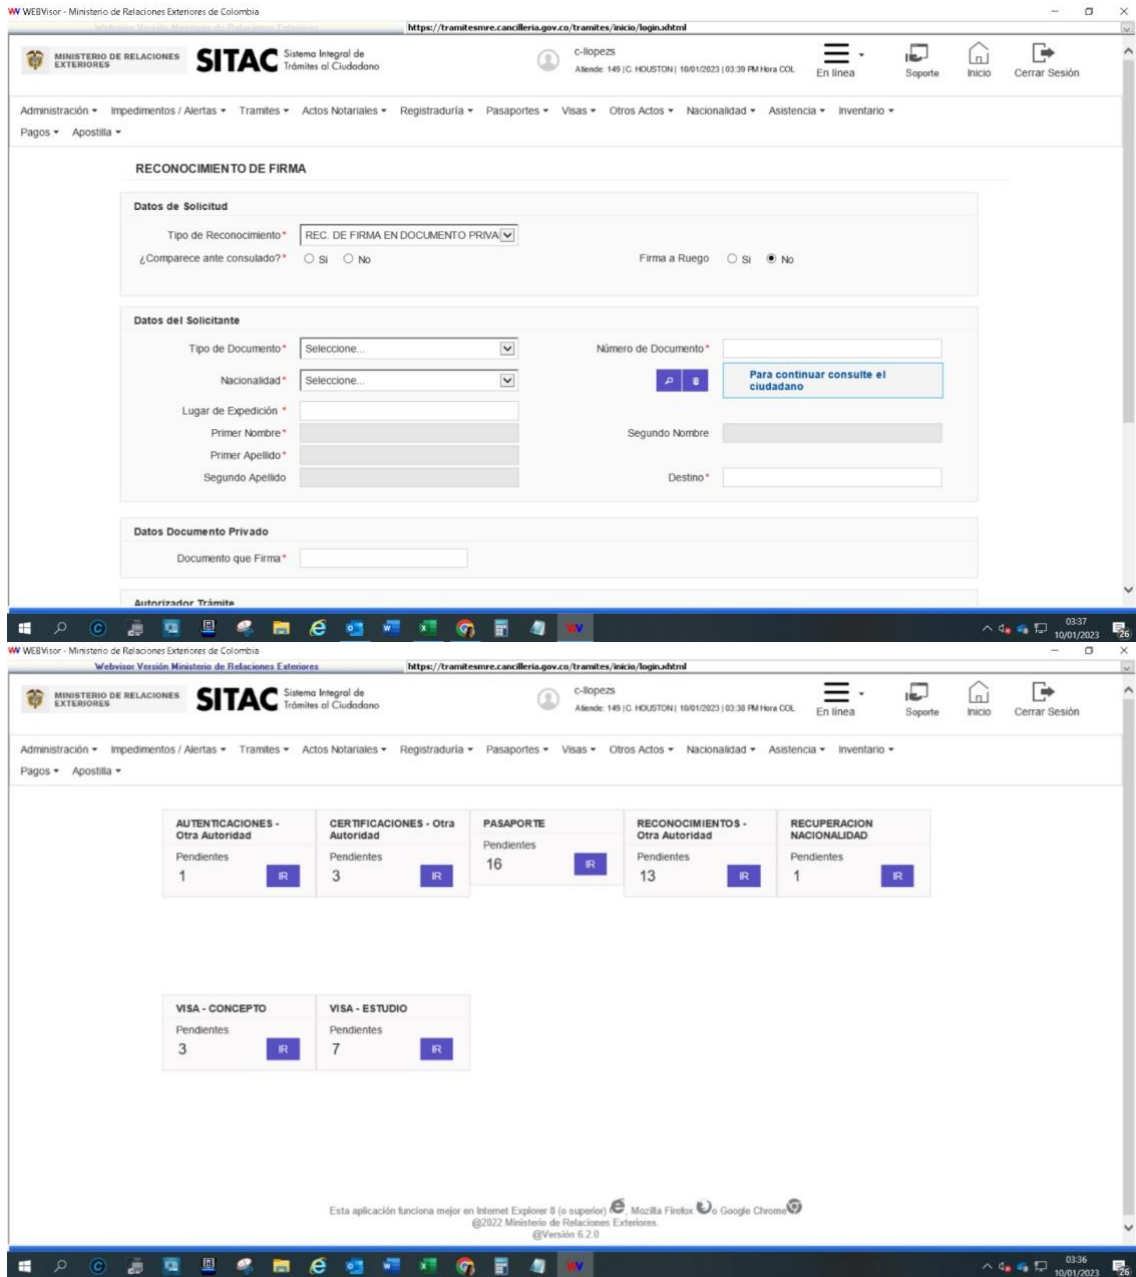 WEBVisor - Ministerio de Relaciones Exteriores de Colombia
Webvisor Versión Ministerio de Relaciones Exteriores https://tramitesmre.cancilleria.gov.co/tramites/inicio/login.xhtml
MINISTERIO DE RELACIONES EXTERIORES SITAC Sistema Integral de Trámites al Ciudadano
c-llopezs
Atiende: 149 | C. HOUSTON | 10/01/2023 | 03:39 PM Hora COL
En línea Soporte Inicio Cerrar Sesión
Administración Impedimentos / Alertas Tramites Actos Notariales Registraduría Pasaportes Visas Otros Actos Nacionalidad Asistencia Inventario
Pagos Apostilla
RECONOCIMIENTO DE FIRMA
Datos de Solicitud
Tipo de Reconocimiento* REC. DE FIRMA EN DOCUMENTO PRIVA
¿Comparece ante consulado?* Si No Firma a Ruego Si No
Datos del Solicitante
Tipo de Documento* Seleccione... Número de Documento*
Nacionalidad* Seleccione... Para continuar consulte el ciudadano
Lugar de Expedición *
Primer Nombre* Segundo Nombre
Primer Apellido*
Segundo Apellido Destino*
Datos Documento Privado
Documento que Firma*
Autorizador Trámite
03:37
10/01/2023
26
WEBVisor - Ministerio de Relaciones Exteriores de Colombia
Webvisor Versión Ministerio de Relaciones Exteriores https://tramitesmre.cancilleria.gov.co/tramites/inicio/login.xhtml
MINISTERIO DE RELACIONES EXTERIORES SITAC Sistema Integral de Trámites al Ciudadano
c-llopezs
Atiende: 149 | C. HOUSTON | 10/01/2023 | 03:38 PM Hora COL
En línea Soporte Inicio Cerrar Sesión
Administración Impedimentos / Alertas Tramites Actos Notariales Registraduría Pasaportes Visas Otros Actos Nacionalidad Asistencia Inventario
Pagos Apostilla
AUTENTICACIONES - Otra Autoridad
Pendientes
1 IR
CERTIFICACIONES - Otra Autoridad
Pendientes
3 IR
PASAPORTE
Pendientes
16 IR
RECONOCIMIENTOS - Otra Autoridad
Pendientes
13 IR
RECUPERACION NACIONALIDAD
Pendientes
1 IR
VISA - CONCEPTO
Pendientes
3 IR
VISA - ESTUDIO
Pendientes
7 IR
Esta aplicación funciona mejor en Internet Explorer 8 (o superior) , Mozilla Firefox o Google Chrome
@2022 Ministerio de Relaciones Exteriores.
@Versión 6.2.0
03:36
10/01/2023
26